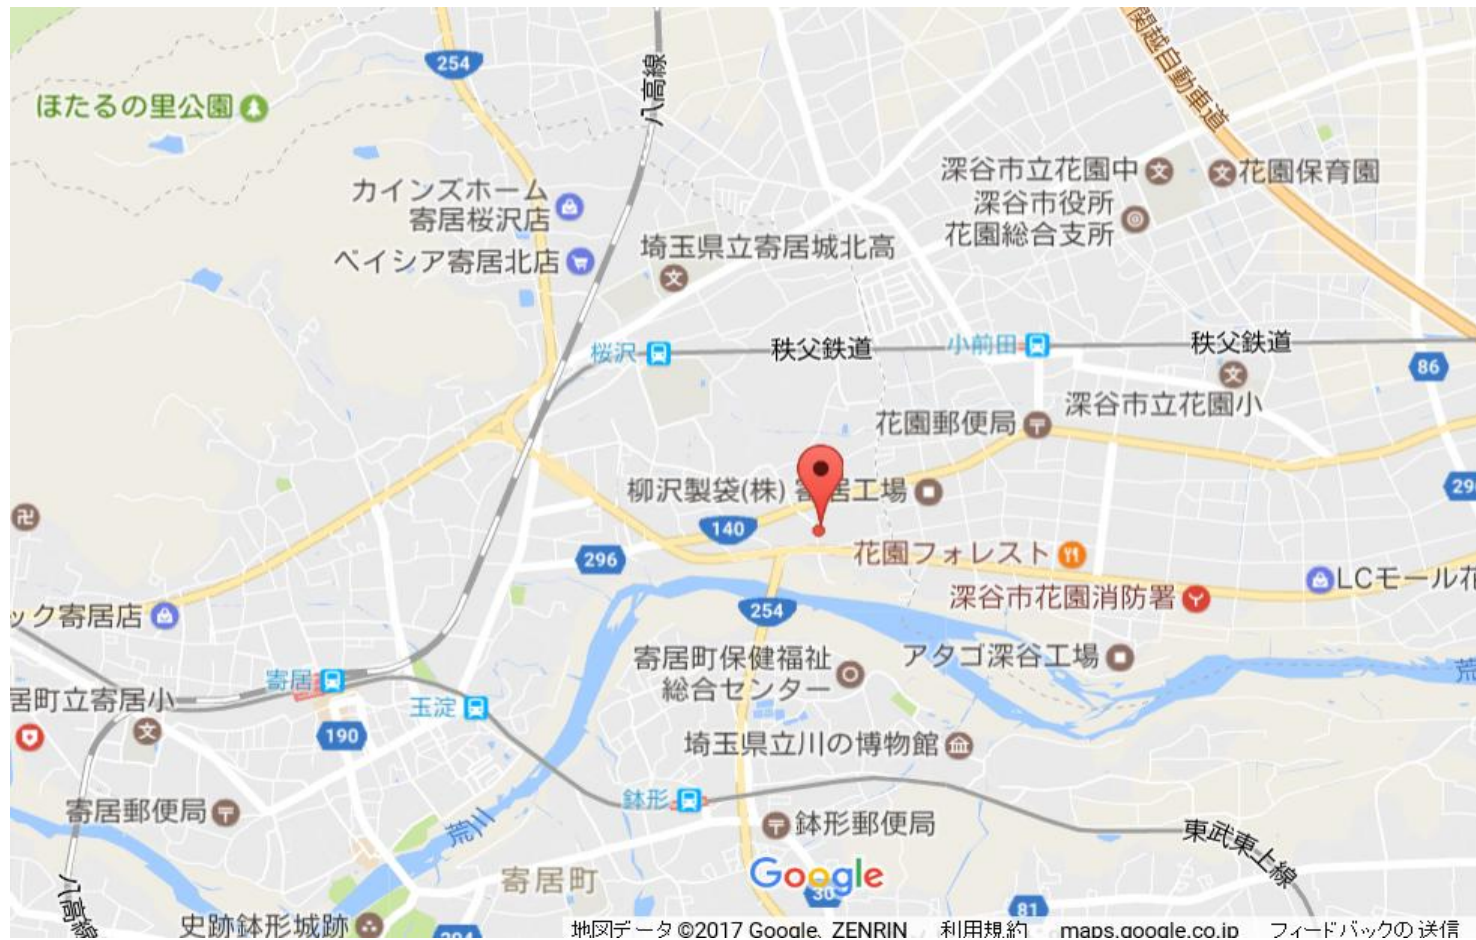 254
八高線
関越自動車道
ほたるの里公園
深谷市立花園中
花園保育園
カインズホーム
寄居桜沢店
深谷市役所
花園総合支所
ベイシア寄居北店
埼玉県立寄居城北高
桜沢
秩父鉄道
小前田
秩父鉄道
86
深谷市立花園小
花園郵便局
柳沢製袋(株) 寄居工場
29
140
296
花園フォレスト
LCモール花
深谷市花園消防署
254
ック寄居店
寄居町保健福祉
総合センター
アタゴ深谷工場
荒
寄居
居町立寄居小
玉淀
190
埼玉県立川の博物館
鉢形
寄居郵便局
鉢形郵便局
荒川
東武東上線
寄居町
Google
30
81
八高線
史跡鉢形城跡
294
地図データ ©2017 Google, ZENRIN 利用規約 maps.google.co.jp フィードバックの送信